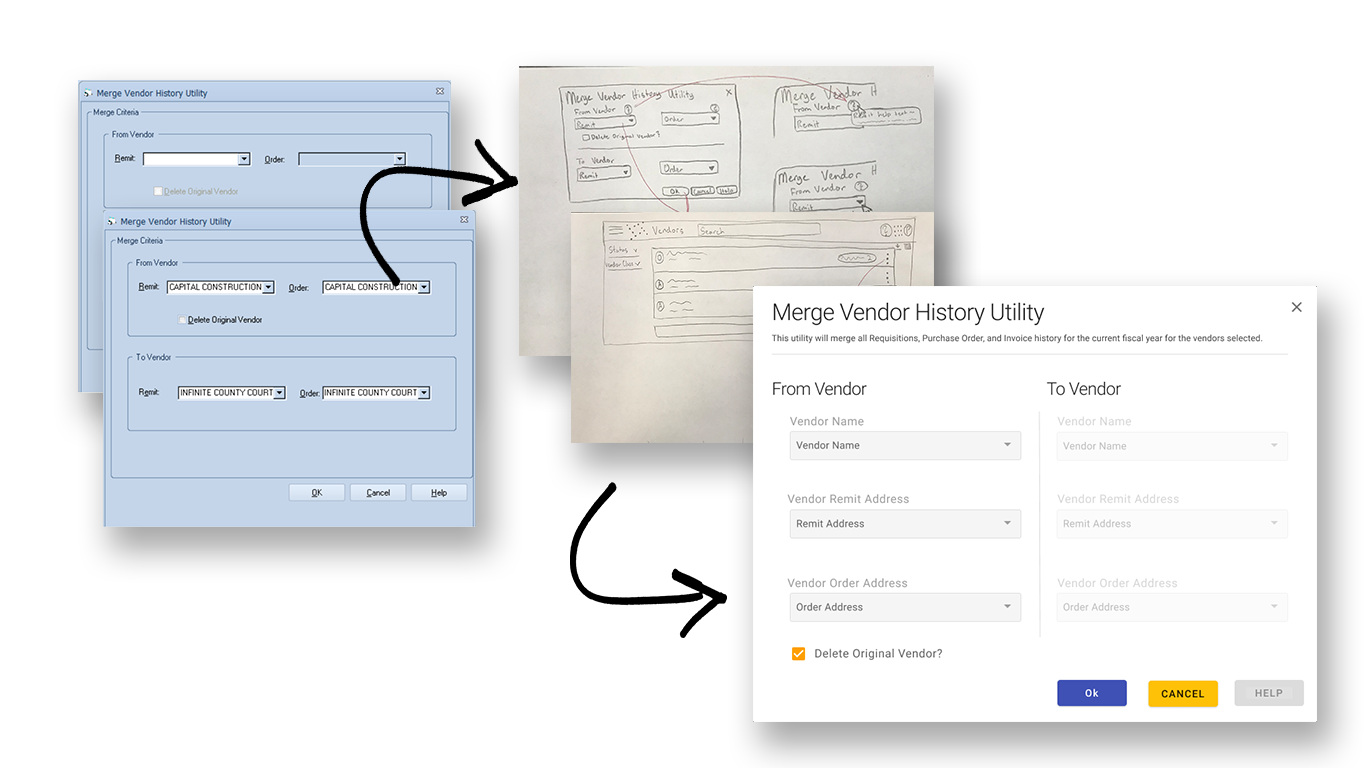 Merge Vendor History Utility
Merge Criteria
From Vendor
Remit: Order:
Delete Original Vendor
Merge Vendor History Utility
Merge Criteria
From Vendor
Remit: CAPITAL CONSTRUCTION Order: CAPITAL CONSTRUCTION
Delete Original Vendor
To Vendor
Remit: INFINITE COUNTY COURT Order: INFINITE COUNTY COURT
OK Cancel Help
Merge Vendor History Utility X
From Vendor
Remit Order
Delete Original Vendor?
To Vendor
Remit Order
OK Cancel Help
Merge Vendor H
From Vendor
Remit help text
Remit
Merge Vendor H
From Vendor
Remit
Vendors Search
Status
Vendor Class
Merge Vendor History Utility
This utility will merge all Requisitions, Purchase Order, and Invoice history for the current fiscal year for the vendors selected.
From Vendor To Vendor
Vendor Name Vendor Name
Vendor Name Vendor Name
Vendor Remit Address Vendor Remit Address
Remit Address Remit Address
Vendor Order Address Vendor Order Address
Order Address Order Address
Delete Original Vendor?
Ok CANCEL HELP